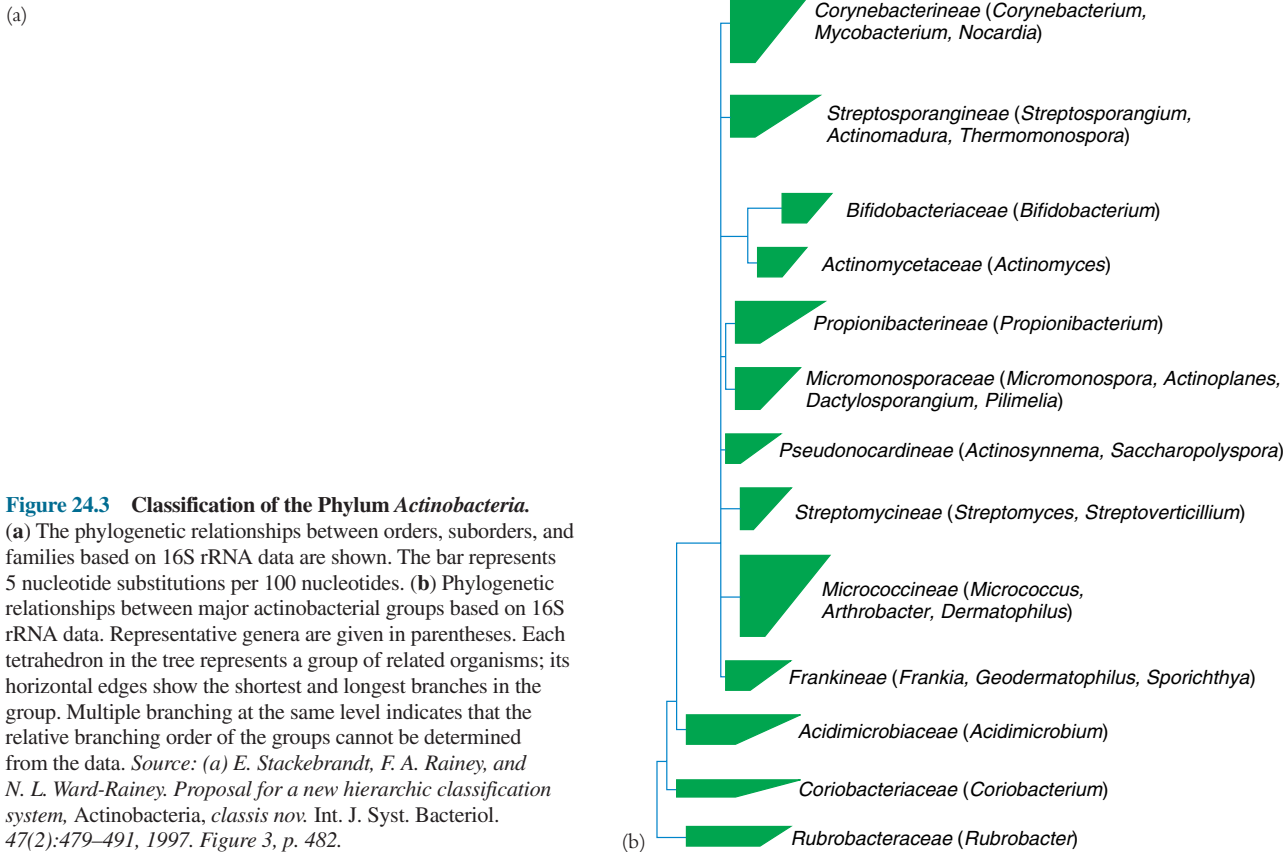 (a)
Figure 24.3 Classification of the Phylum Actinobacteria.
(a) The phylogenetic relationships between orders, suborders, and
families based on 16S rRNA data are shown. The bar represents
5 nucleotide substitutions per 100 nucleotides. (b) Phylogenetic
relationships between major actinobacterial groups based on 16S
rRNA data. Representative genera are given in parentheses. Each
tetrahedron in the tree represents a group of related organisms; its
horizontal edges show the shortest and longest branches in the
group. Multiple branching at the same level indicates that the
relative branching order of the groups cannot be determined
from the data. Source: (a) E. Stackebrandt, F. A. Rainey, and
N. L. Ward-Rainey. Proposal for a new hierarchic classification
system, Actinobacteria, classis nov. Int. J. Syst. Bacteriol.
47(2):479–491, 1997. Figure 3, p. 482.
Corynebacterineae (Corynebacterium,
Mycobacterium, Nocardia)
Streptosporangineae (Streptosporangium,
Actinomadura, Thermomonospora)
Bifidobacteriaceae (Bifidobacterium)
Actinomycetaceae (Actinomyces)
Propionibacterineae (Propionibacterium)
Micromonosporaceae (Micromonospora, Actinoplanes,
Dactylosporangium, Pilimelia)
Pseudonocardineae (Actinosynnema, Saccharopolyspora)
Streptomycineae (Streptomyces, Streptoverticillium)
Micrococcineae (Micrococcus,
Arthrobacter, Dermatophilus)
Frankineae (Frankia, Geodermatophilus, Sporichthya)
Acidimicrobiaceae (Acidimicrobium)
Coriobacteriaceae (Coriobacterium)
Rubrobacteraceae (Rubrobacter)
(b)